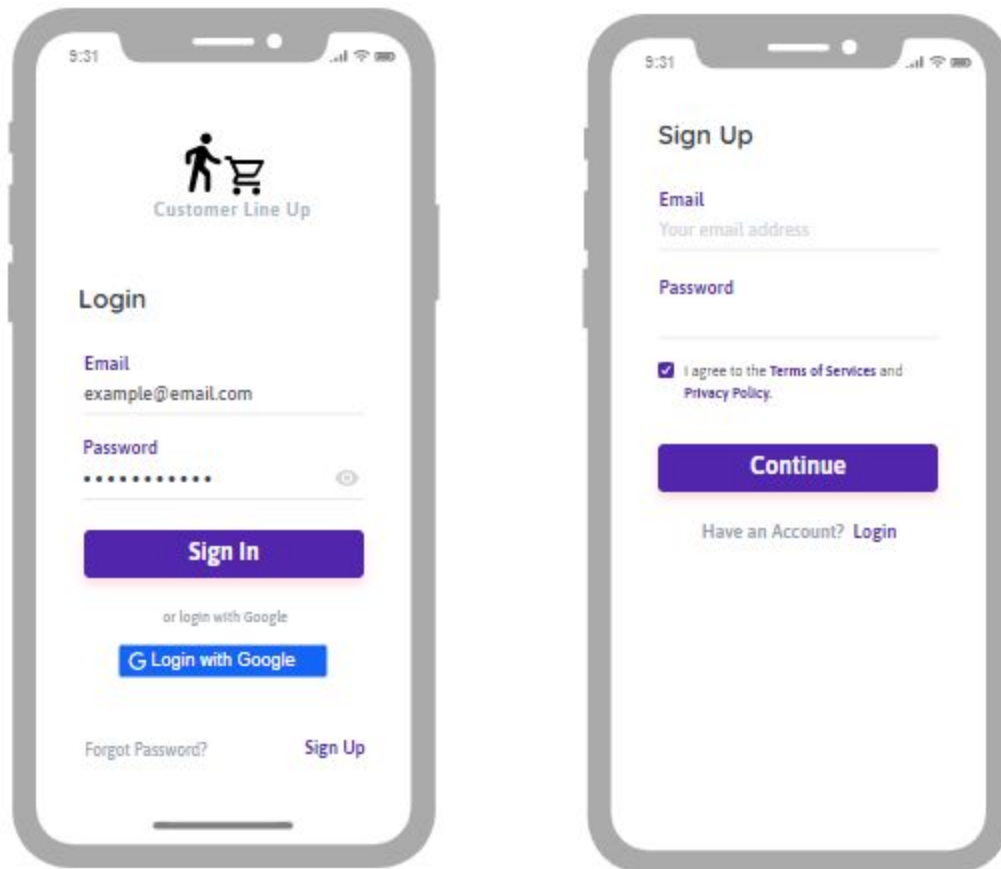 9:31
Customer Line Up
Login
Email
example@email.com
Password
•••••••••••
Sign In
or login with Google
G Login with Google
Forgot Password?
Sign Up
9:31
Sign Up
Email
Your email address
Password
I agree to the Terms of Services and
Privacy Policy.
Continue
Have an Account? Login